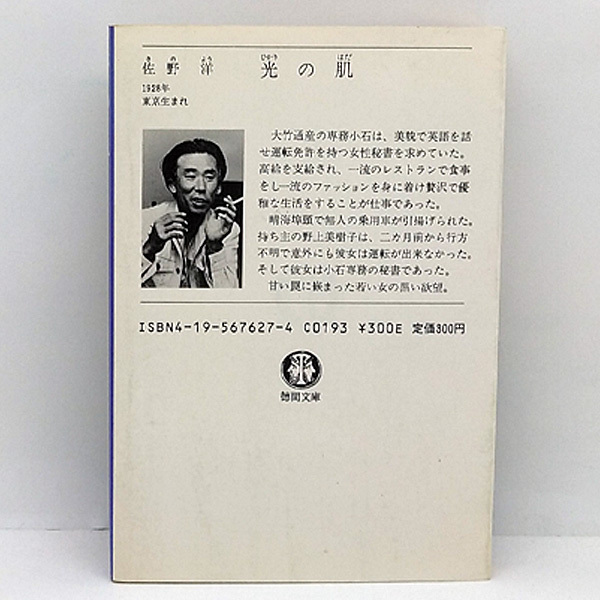 さのよう ひかりはだ
佐野洋 光の肌
1928年
東京生まれ
大竹通産の専務小石は、美貌で英語を話
せ運転免許を持つ女性秘書を求めていた。
高給を支給され、一流のレストランで食事
をし一流のファッションを身に着け贅沢で優
雅な生活をすることが仕事であった。
晴海埠頭で無人の乗用車が引揚げられた。
持ち主の野上美樹子は、二カ月前から行方
不明で意外にも彼女は運転が出来なかった。
そして彼女は小石専務の秘書であった。
甘い罠に嵌まった若い女の黒い欲望。
ISBN4-19-567627-4 C0193 ¥300E 定価300円
徳間文庫